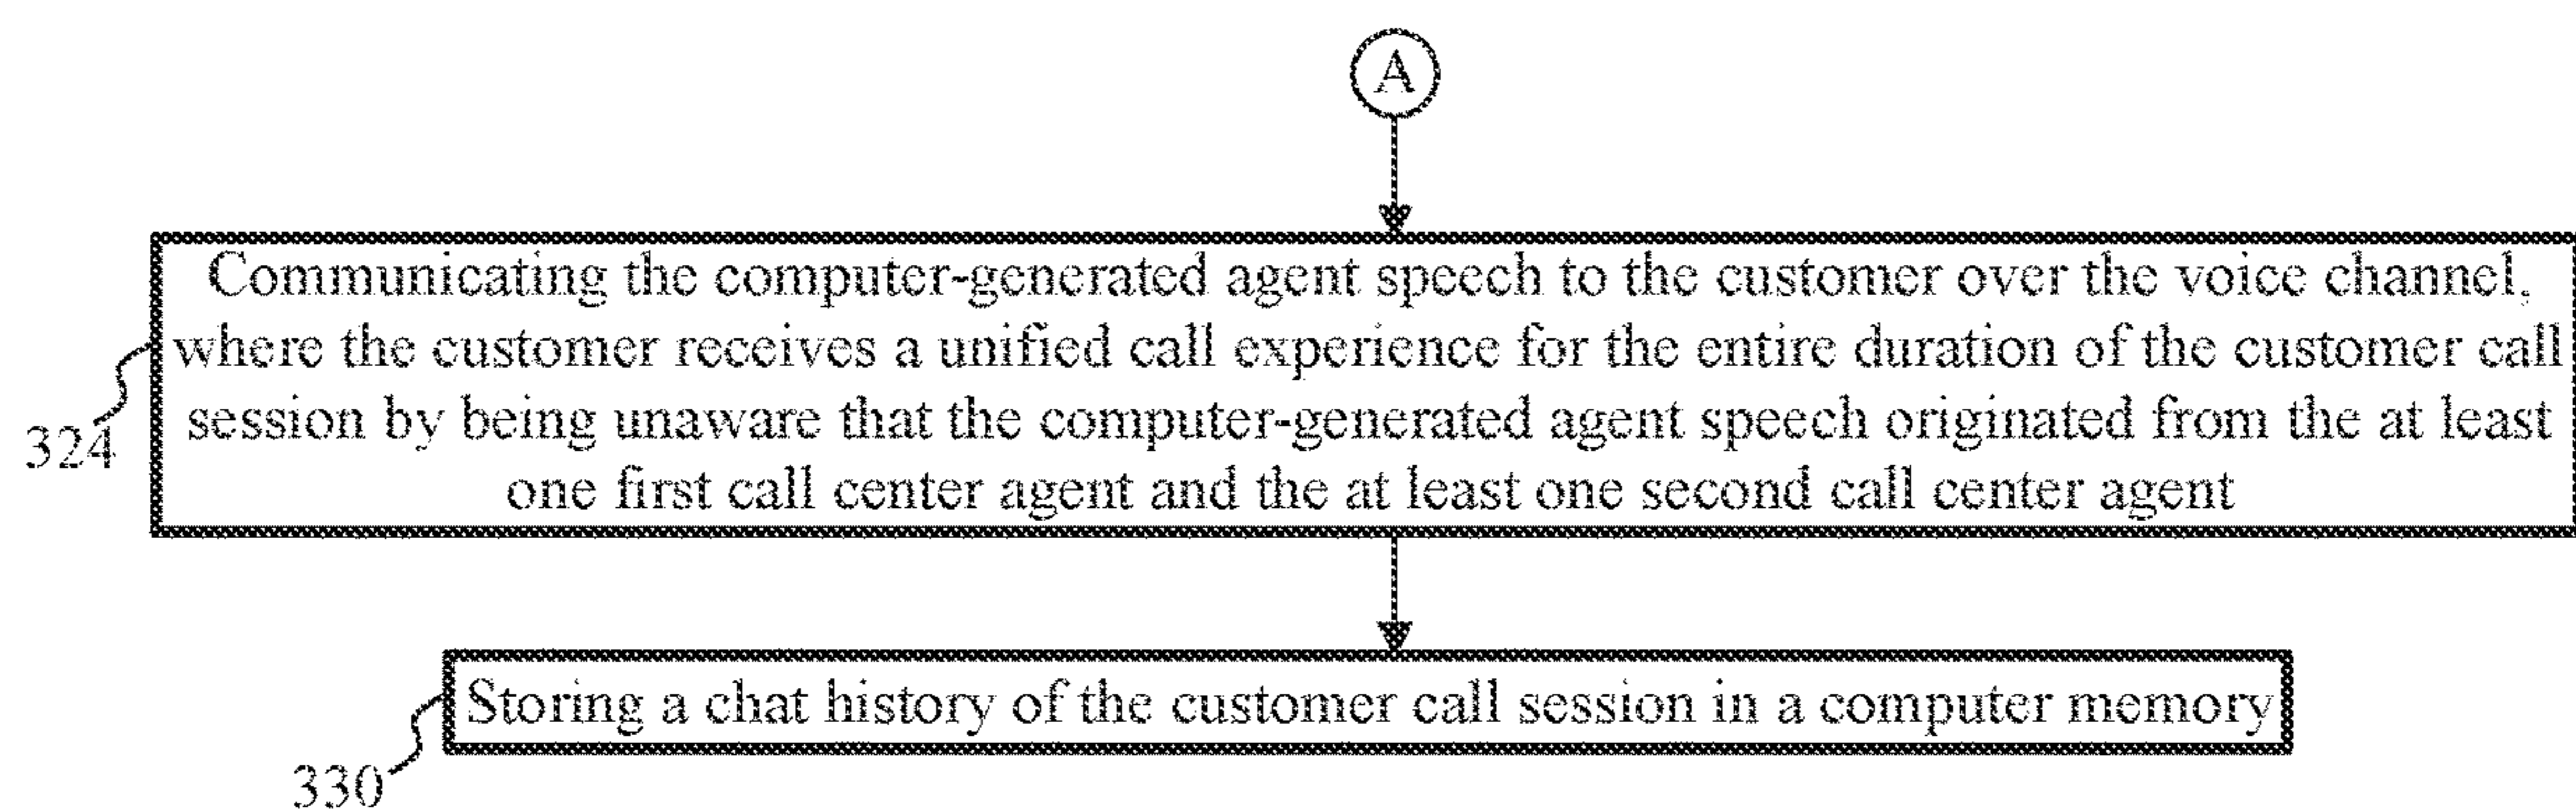 A
Communicating the computer-generated agent speech to the customer over the voice channel,
where the customer receives a unified call experience for the entire duration of the customer call
session by being unaware that the computer-generated agent speech originated from the at least
324
one first call center agent and the at least one second call center agent
Storing a chat history of the customer call session in a computer memory
330